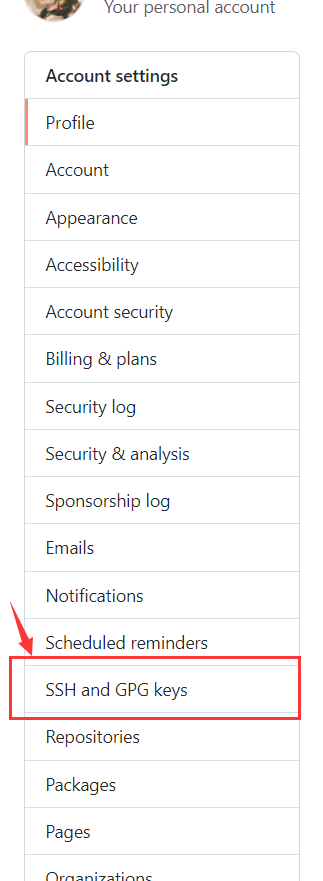 Your personal account
Account settings
Profile
Account
Appearance
Accessibility
Account security
Billing & plans
Security log
Security & analysis
Sponsorship log
Emails
Notifications
Scheduled reminders
SSH and GPG keys
Repositories
Packages
Pages
Organizations